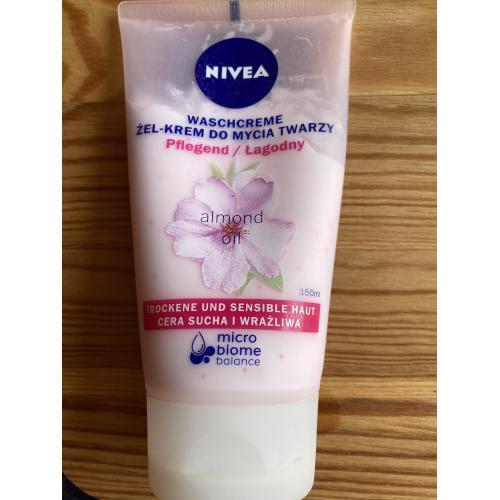 NIVEA
WASCHCREME
ŻEL-KREM DO MYCIA TWARZY
Pflegend / Łagodny
almond
oil
150ml
TROCKENE UND SENSIBLE HAUT
CERA SUCHA I WRAŻLIWA
micro
biome
balance